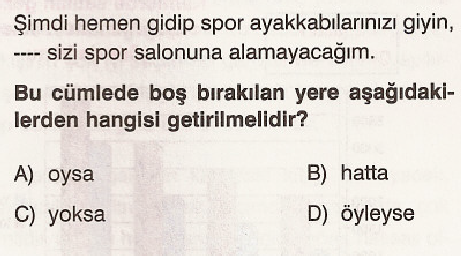 Şimdi hemen gidip spor ayakkabılarınızı giyin,
---- sizi spor salonuna alamayacağım.
Bu cümlede boş bırakılan yere aşağıdaki-
lerden hangisi getirilmelidir?
A) oysa B) hatta
C) yoksa D) öyleyse